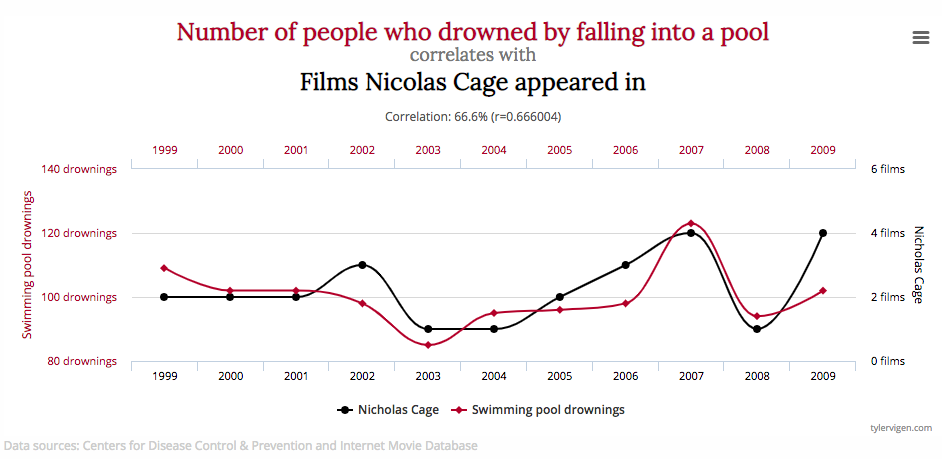 Number of people who drowned by falling into a pool
correlates with
Films Nicolas Cage appeared in
Correlation: 66.6% (r=0.666004)
1999 2000 2001 2002 2003 2004 2005 2006 2007 2008 2009
Swimming pool drownings
140 drownings
120 drownings
100 drownings
80 drownings
6 films
4 films
2 films
0 films
Nicholas Cage
1999 2000 2001 2002 2003 2004 2005 2006 2007 2008 2009
Nicholas Cage Swimming pool drownings
tylervigen.com
Data sources: Centers for Disease Control & Prevention and Internet Movie Database